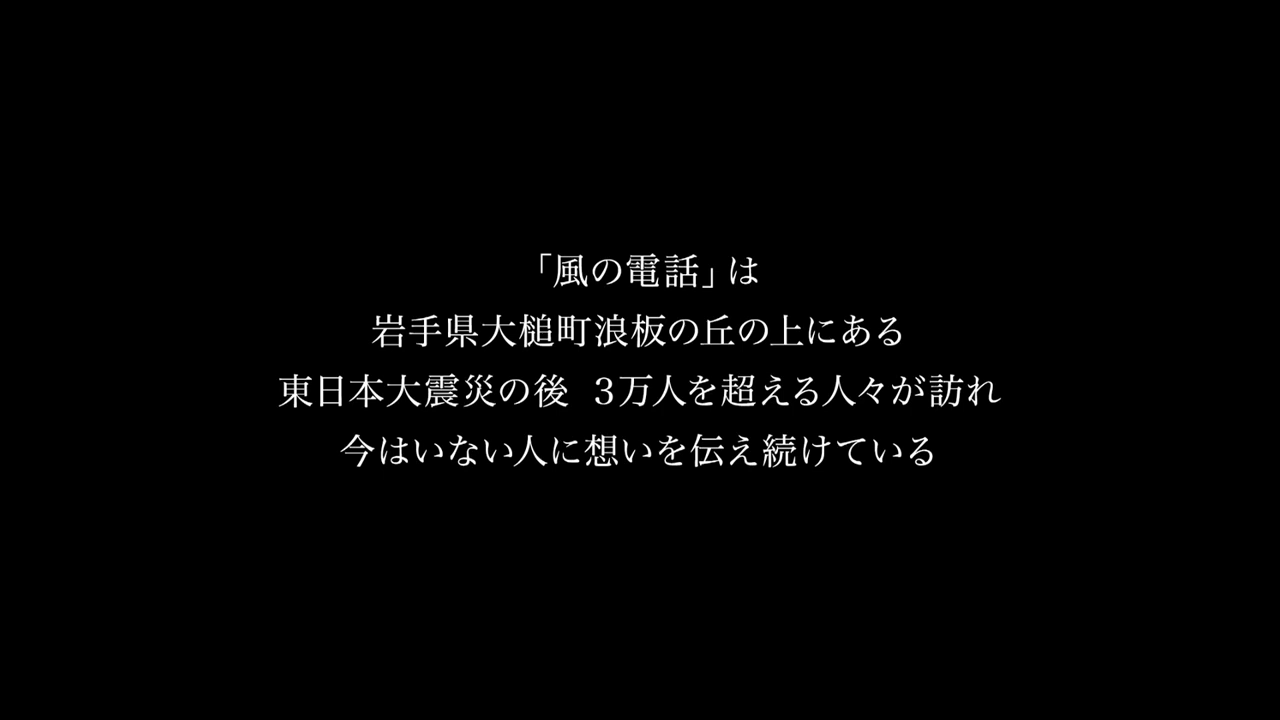 「風の電話」は
岩手県大槌町浪板の丘の上にある
東日本大震災の後　３万人を超える人々が訪れ
今はいない人に想いを伝え続けている